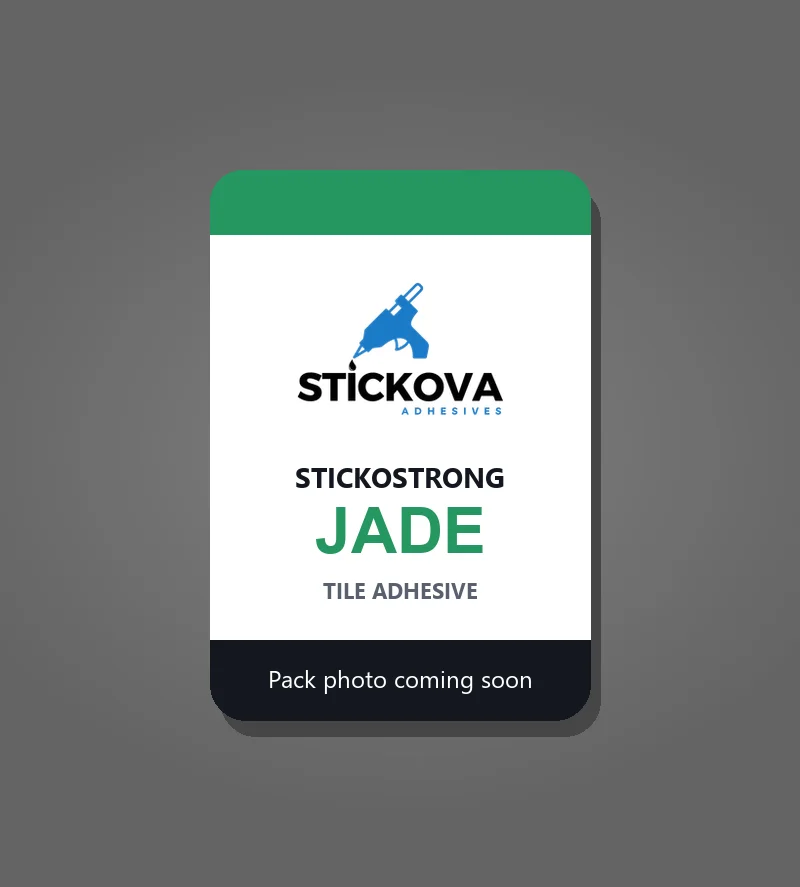 STICKOVA
ADHESIVES
STICKOSTRONG
JADE
TILE ADHESIVE
Pack photo coming soon